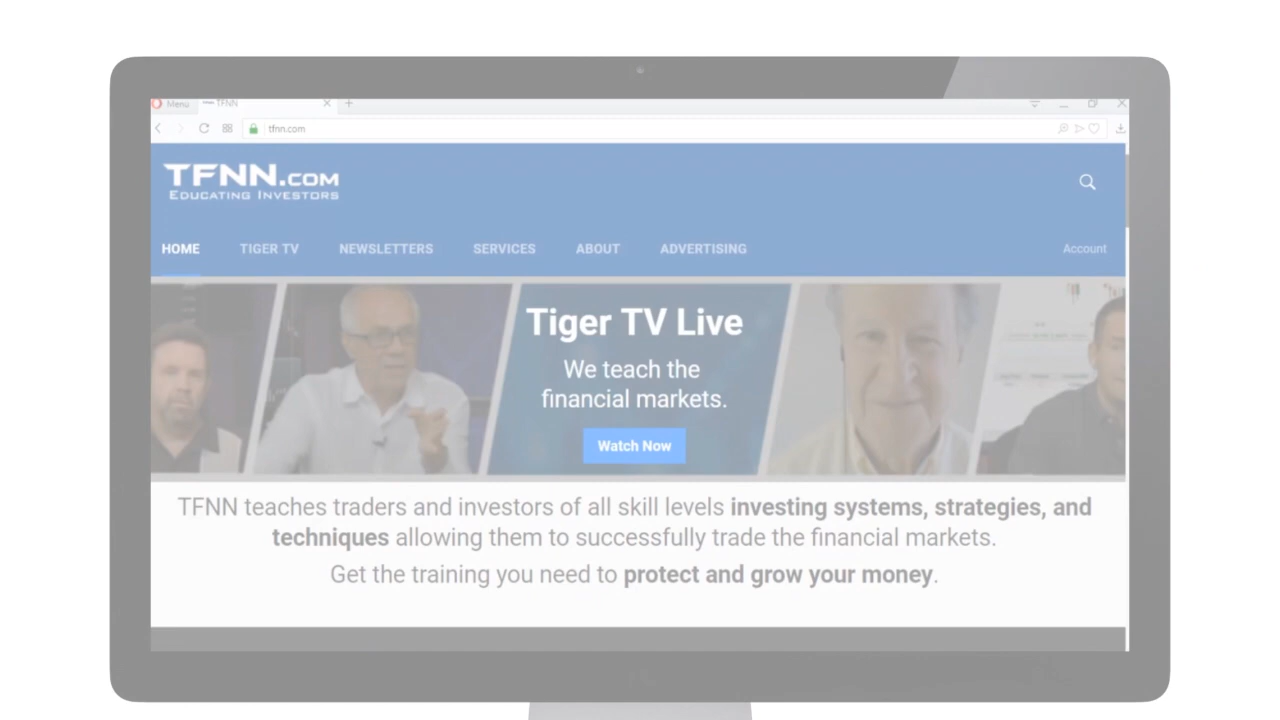 Menu
TFNN
tfnn.com
TFNN.COM
EDUCATING INVESTORS
HOME TIGER TV NEWSLETTERS SERVICES ABOUT ADVERTISING Account
Tiger TV Live
We teach the
financial markets.
Watch Now
TFNN teaches traders and investors of all skill levels investing systems, strategies, and
techniques allowing them to successfully trade the financial markets.
Get the training you need to protect and grow your money.